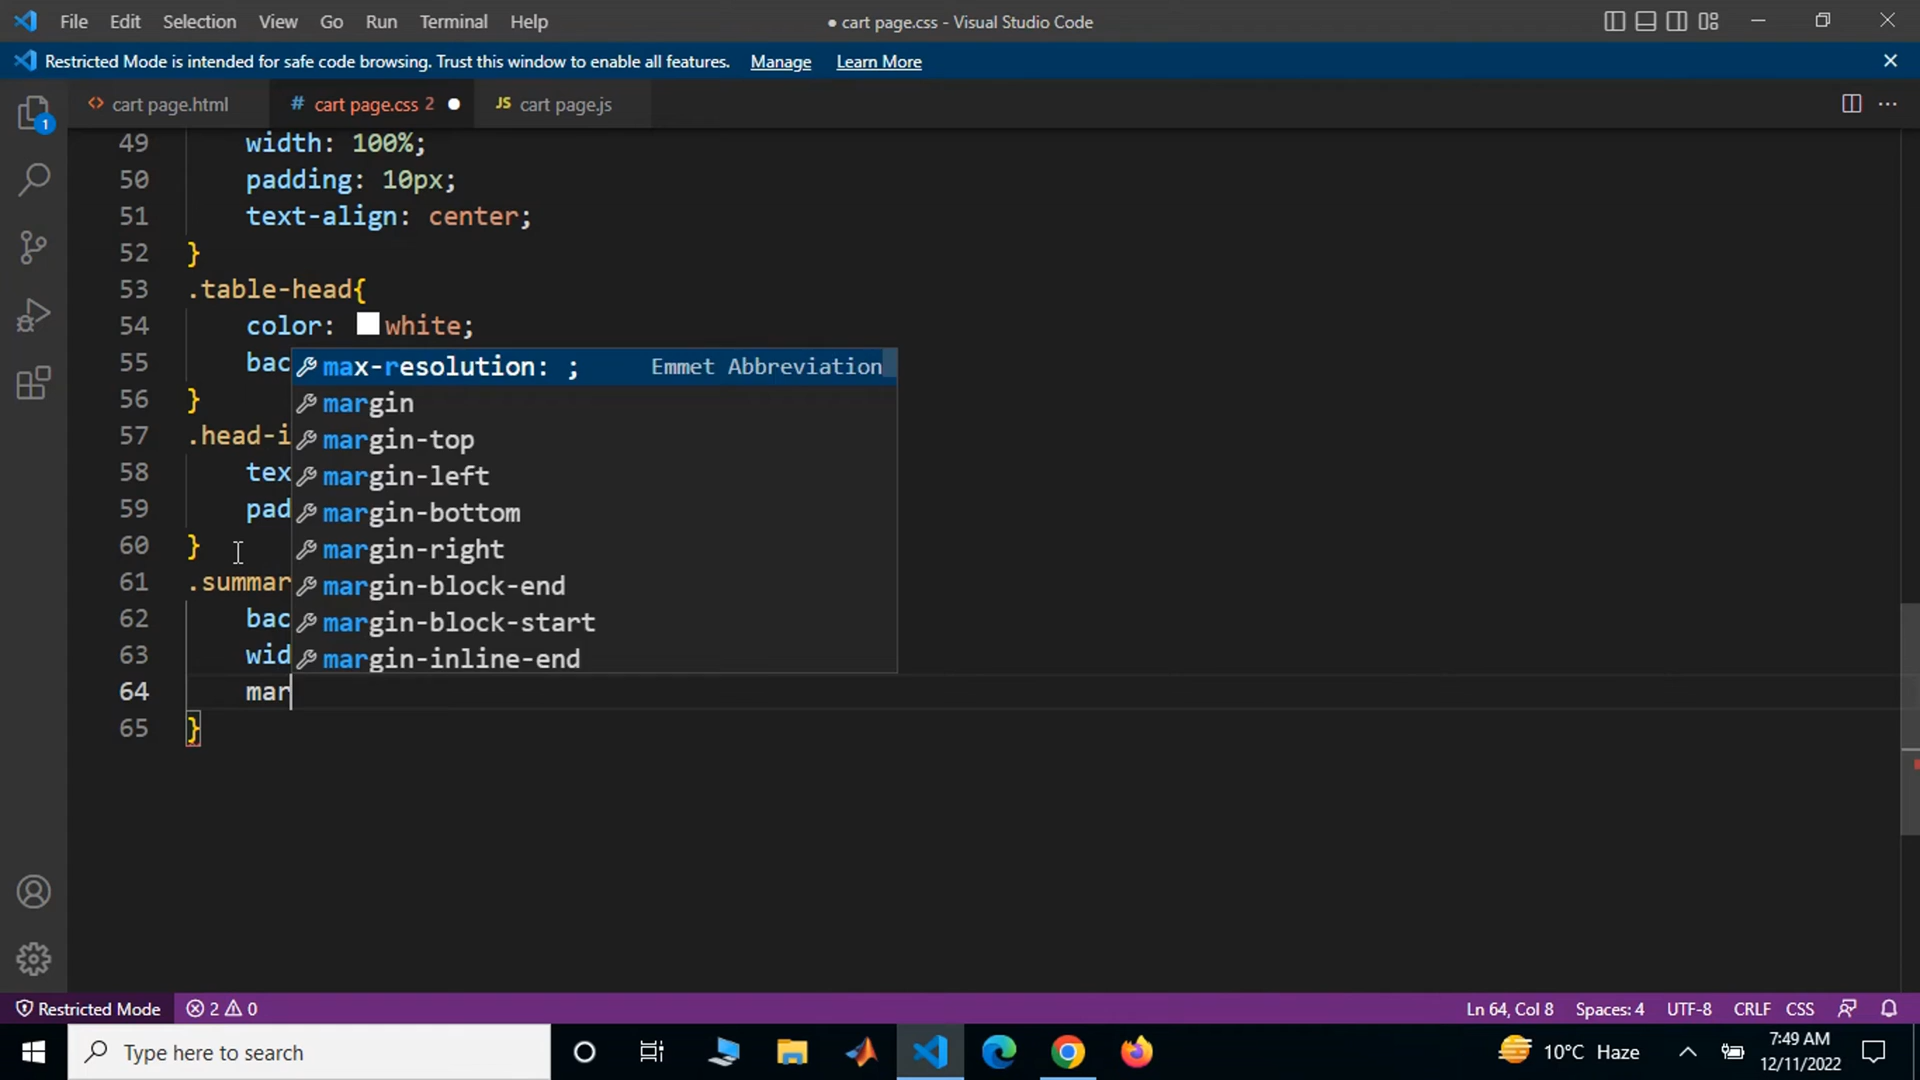 File Edit Selection View Go Run Terminal Help ● cart page.css - Visual Studio Code
Restricted Mode is intended for safe code browsing. Trust this window to enable all features. Manage Learn More
cart page.html # cart page.css 2 ● JS cart page.js
1
49 width: 100%;
50 padding: 10px;
51 text-align: center;
52 }
53 .table-head{
54 color: white;
55 bac
max-resolution: ; Emmet Abbreviation
56 }
margin
57 .head-i
margin-top
58 tex
margin-left
59 pad
margin-bottom
60 }
margin-right
61 .summar
margin-block-end
62 bac
margin-block-start
63 wid
margin-inline-end
64 mar
65 }
Restricted Mode 2 0 Ln 64, Col 8 Spaces: 4 UTF-8 CRLF CSS
Type here to search 10°C Haze 7:49 AM
12/11/2022